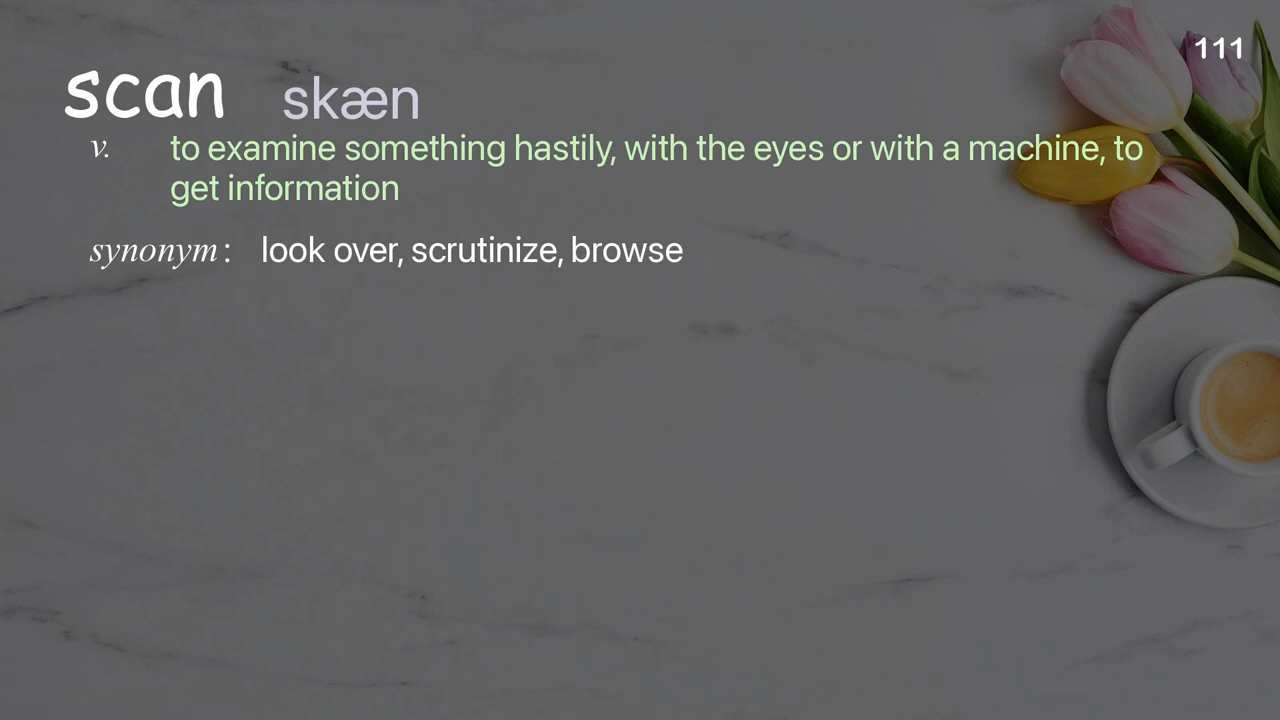 111
scan skæn
v. to examine something hastily, with the eyes or with a machine, to
get information
synonym : look over, scrutinize, browse